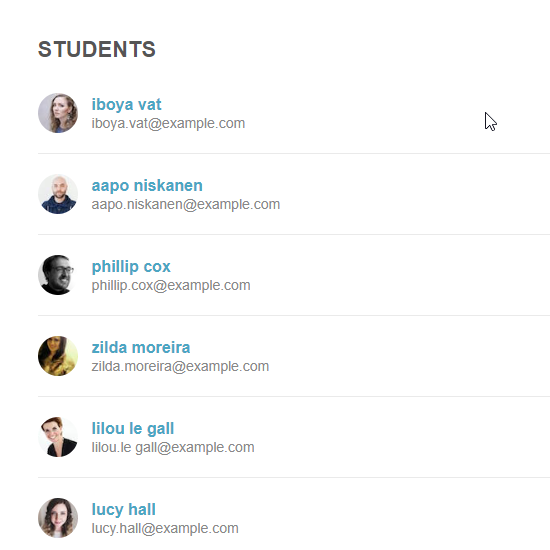 STUDENTS
iboya vat
iboya.vat@example.com
aapo niskanen
aapo.niskanen@example.com
phillip cox
phillip.cox@example.com
zilda moreira
zilda.moreira@example.com
lilou le gall
lilou.le gall@example.com
lucy hall
lucy.hall@example.com